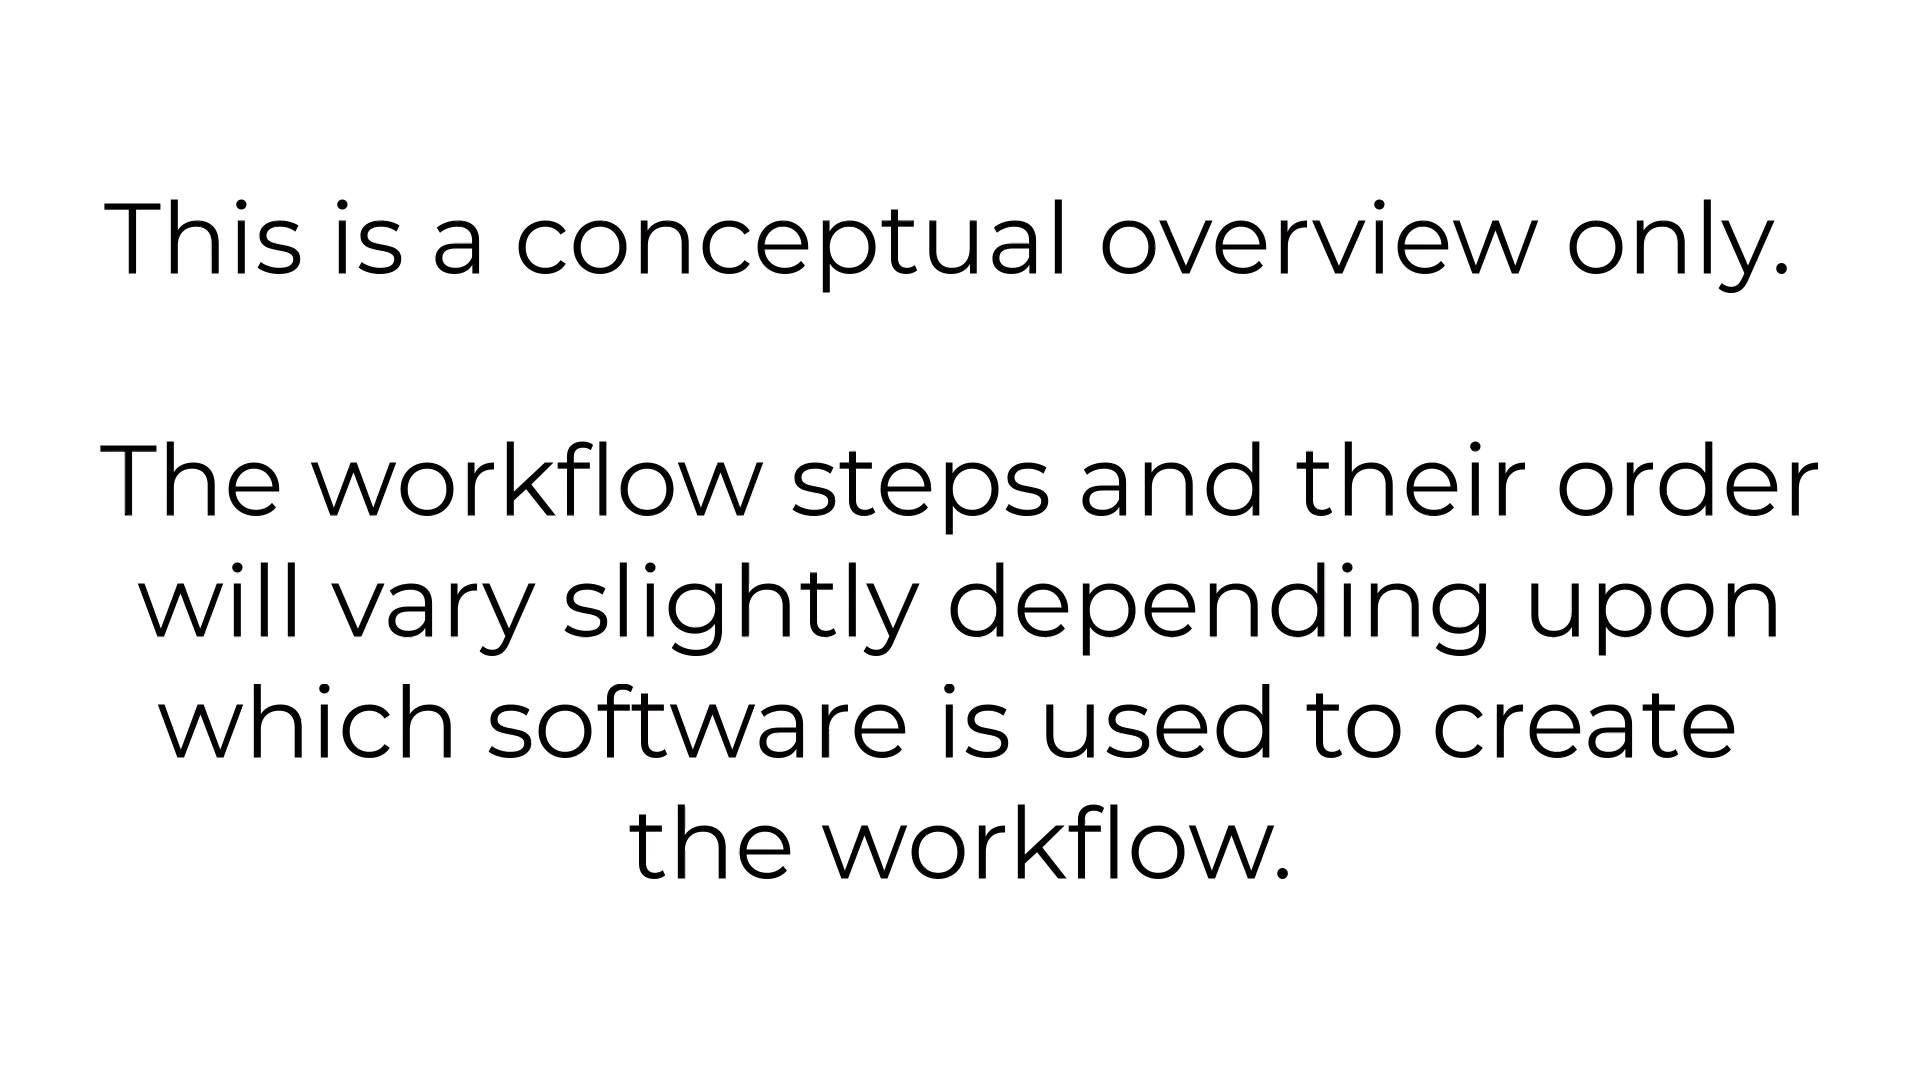 This is a conceptual overview only.
The workflow steps and their order
will vary slightly depending upon
which software is used to create
the workflow.